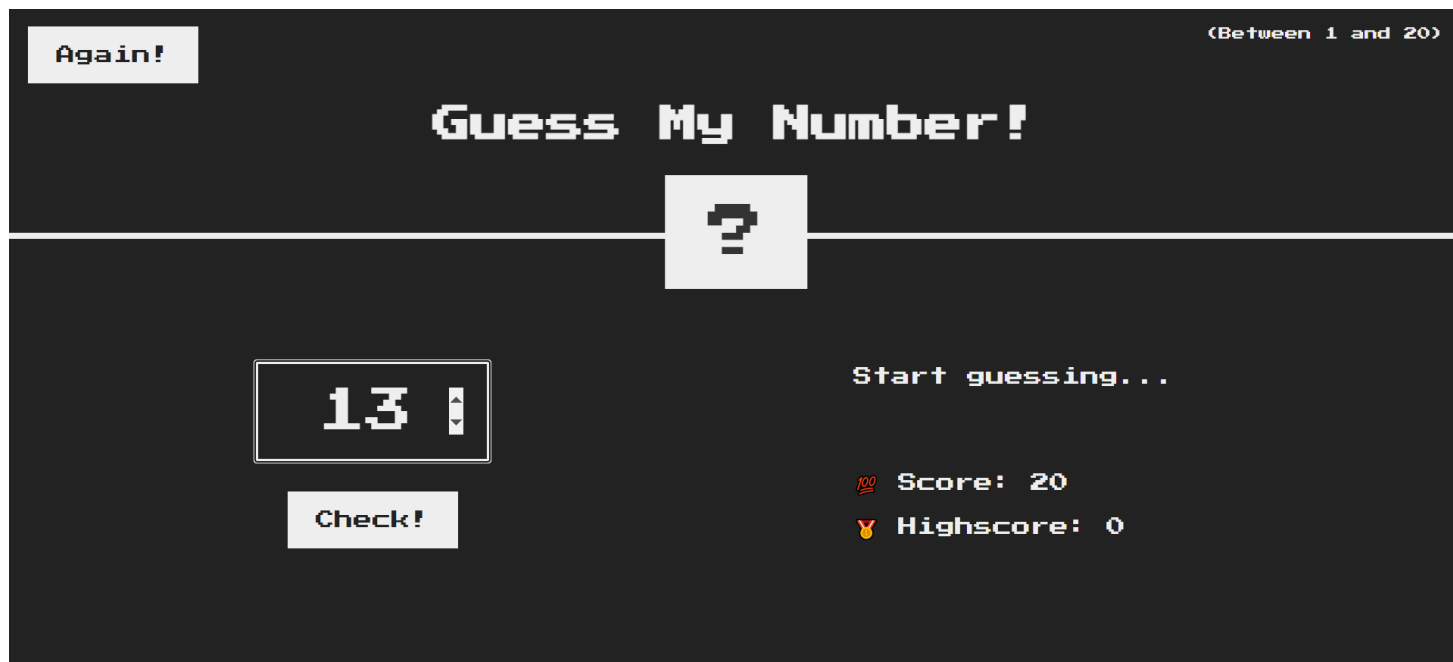 Again!
(Between 1 and 20)
Guess My Number!
?
13
Start guessing...
Check!
💯 Score: 20
🥇 Highscore: 0